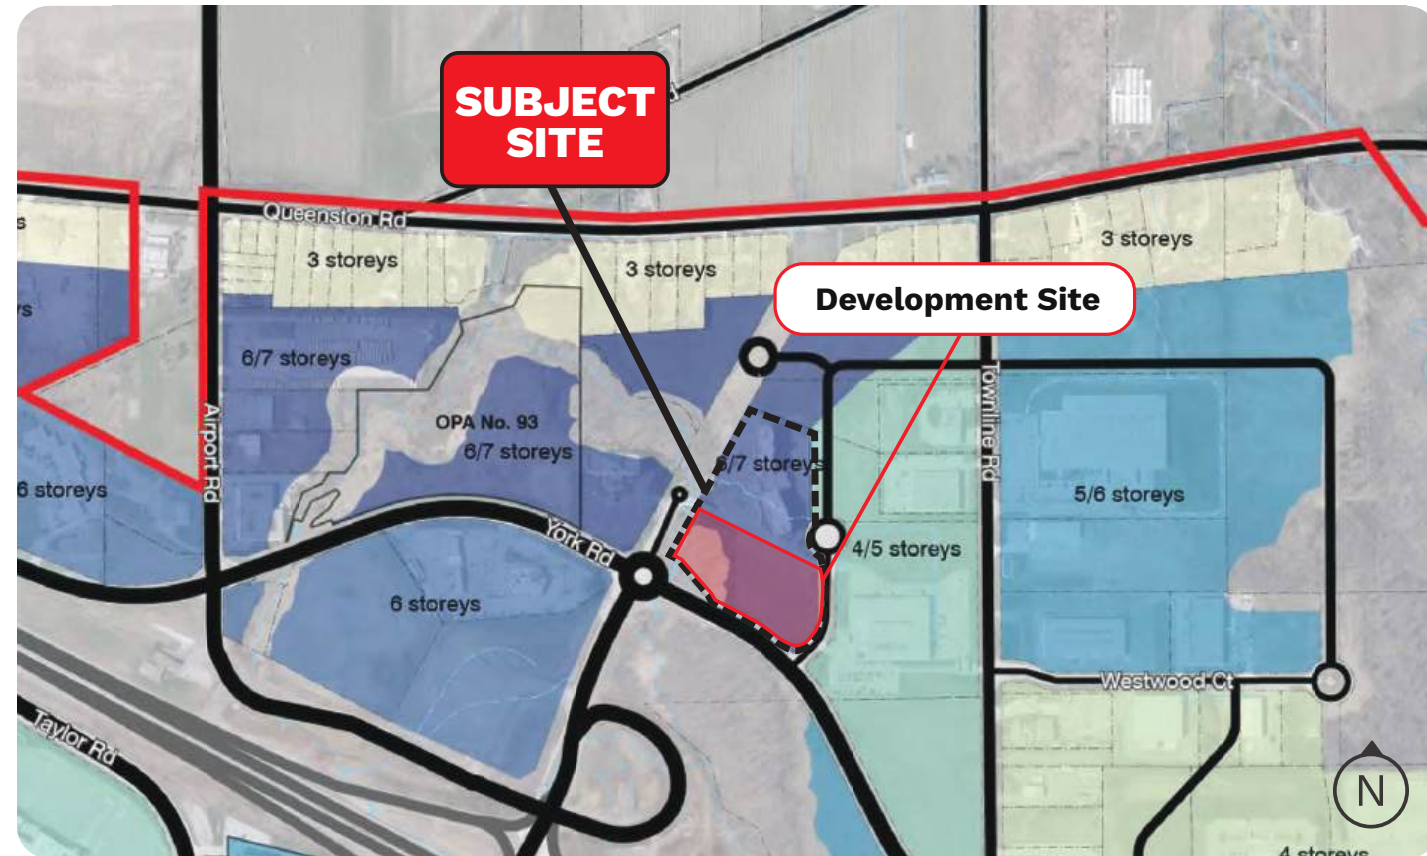 SUBJECT
SITE
Queenston Rd
3 storeys
3 storeys
3 storeys
Development Site
6/7 storeys
OPA No. 93
6/7 storeys
6/7 storeys
6 storeys
Airport Rd
Townline Rd
5/6 storeys
York Rd
4/5 storeys
6 storeys
Westwood Ct
Taylor Rd
N
4 storeys